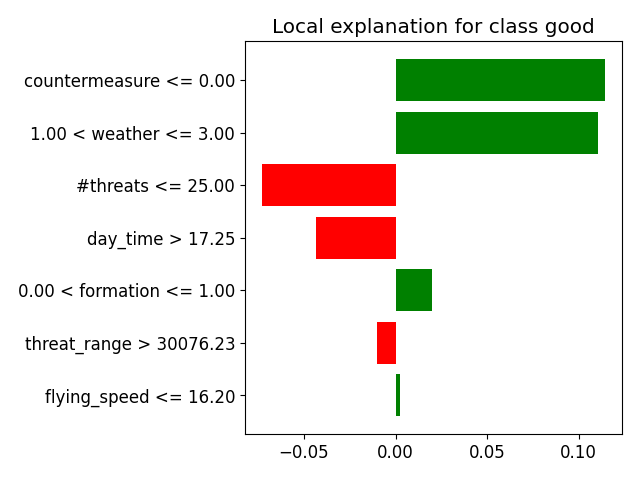 Local explanation for class good
countermeasure <= 0.00
1.00 < weather <= 3.00
#threats <= 25.00
day_time > 17.25
0.00 < formation <= 1.00
threat_range > 30076.23
flying_speed <= 16.20
−0.05 0.00 0.05 0.10